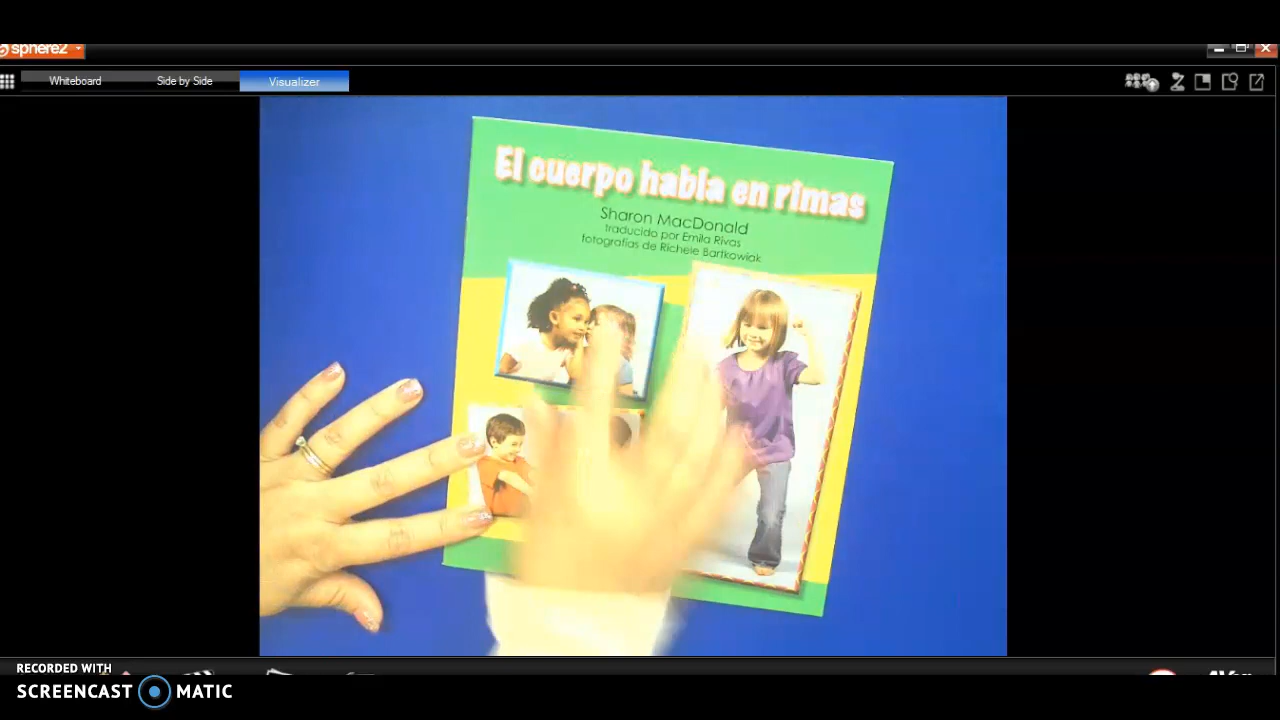 sphere2
Whiteboard
Side by Side
Visualizer
El cuerpo habla en rimas
Sharon MacDonald
traducido por Emila Rivas
fotografías de Richele Bartkowiak
RECORDED WITH
SCREENCAST MATIC